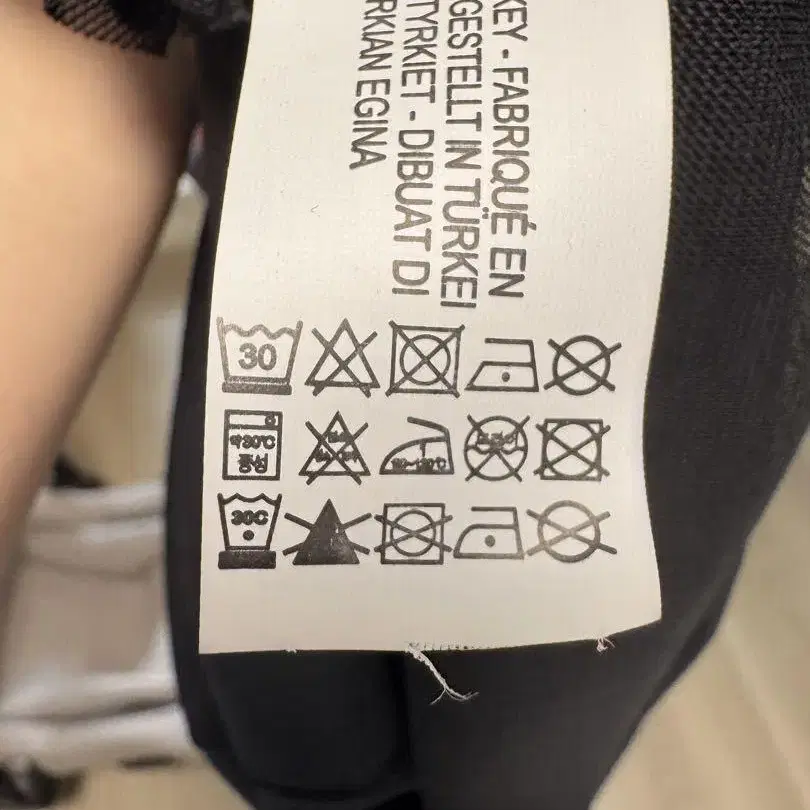 KEY - FABRIQUÉ EN
GESTELLT IN TÜRKEI
TYRKIET - DIBUAT DI
RKIAN EGINA
30
약30℃
중성
30C